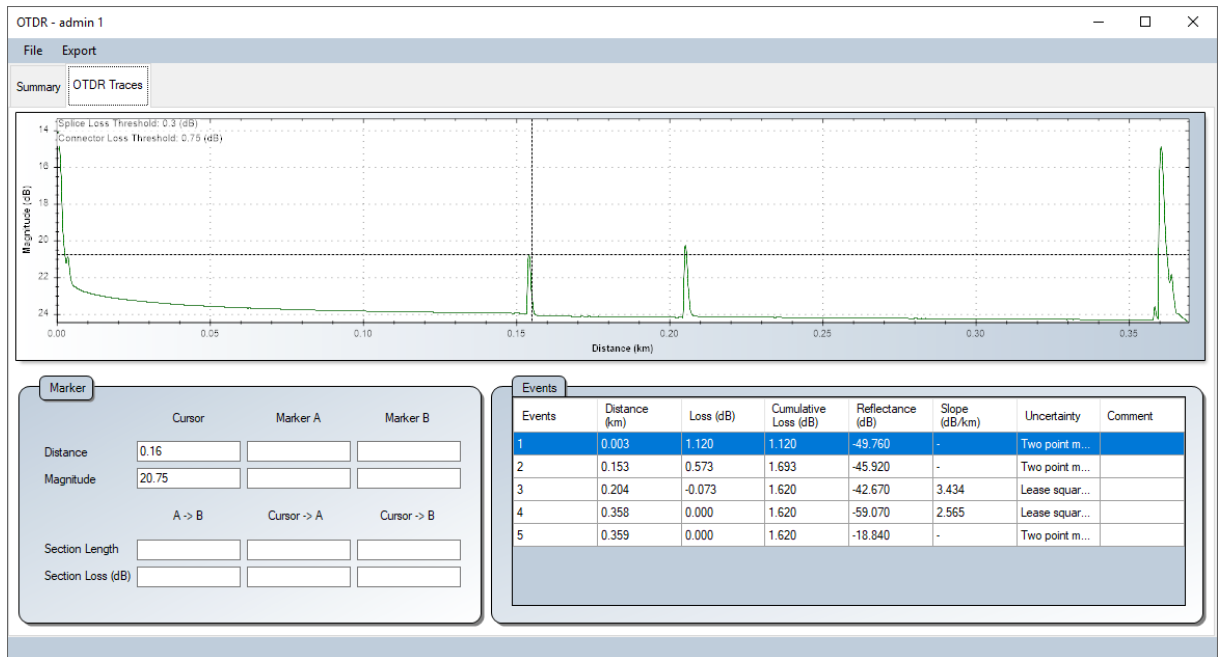 OTDR - admin 1
File Export
Summary OTDR Traces
Splice Loss Threshold: 0.3 (dB)
Connector Loss Threshold: 0.75 (dB)
Magnitude (dB)
14
16
18
20
22
24
0.00 0.05 0.10 0.15 0.20 0.25 0.30 0.35
Distance (km)
Marker
Cursor Marker A Marker B
Distance 0.16
Magnitude 20.75
A -> B Cursor -> A Cursor -> B
Section Length
Section Loss (dB)
Events
Events Distance (km) Loss (dB) Cumulative Loss (dB) Reflectance (dB) Slope (dB/km) Uncertainty Comment
1 0.003 1.120 1.120 -49.760 - Two point m...
2 0.153 0.573 1.693 -45.920 - Two point m...
3 0.204 -0.073 1.620 -42.670 3.434 Lease squar...
4 0.358 0.000 1.620 -59.070 2.565 Lease squar...
5 0.359 0.000 1.620 -18.840 - Two point m...